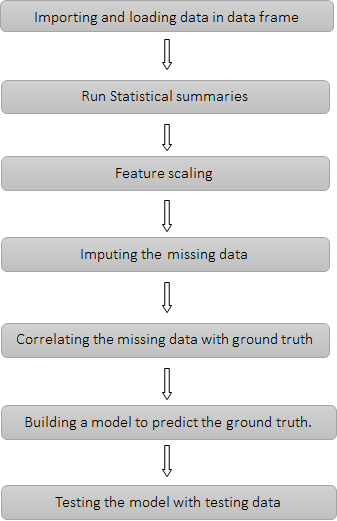 Importing and loading data in data frame
Run Statistical summaries
Feature scaling
Imputing the missing data
Correlating the missing data with ground truth
Building a model to predict the ground truth.
Testing the model with testing data